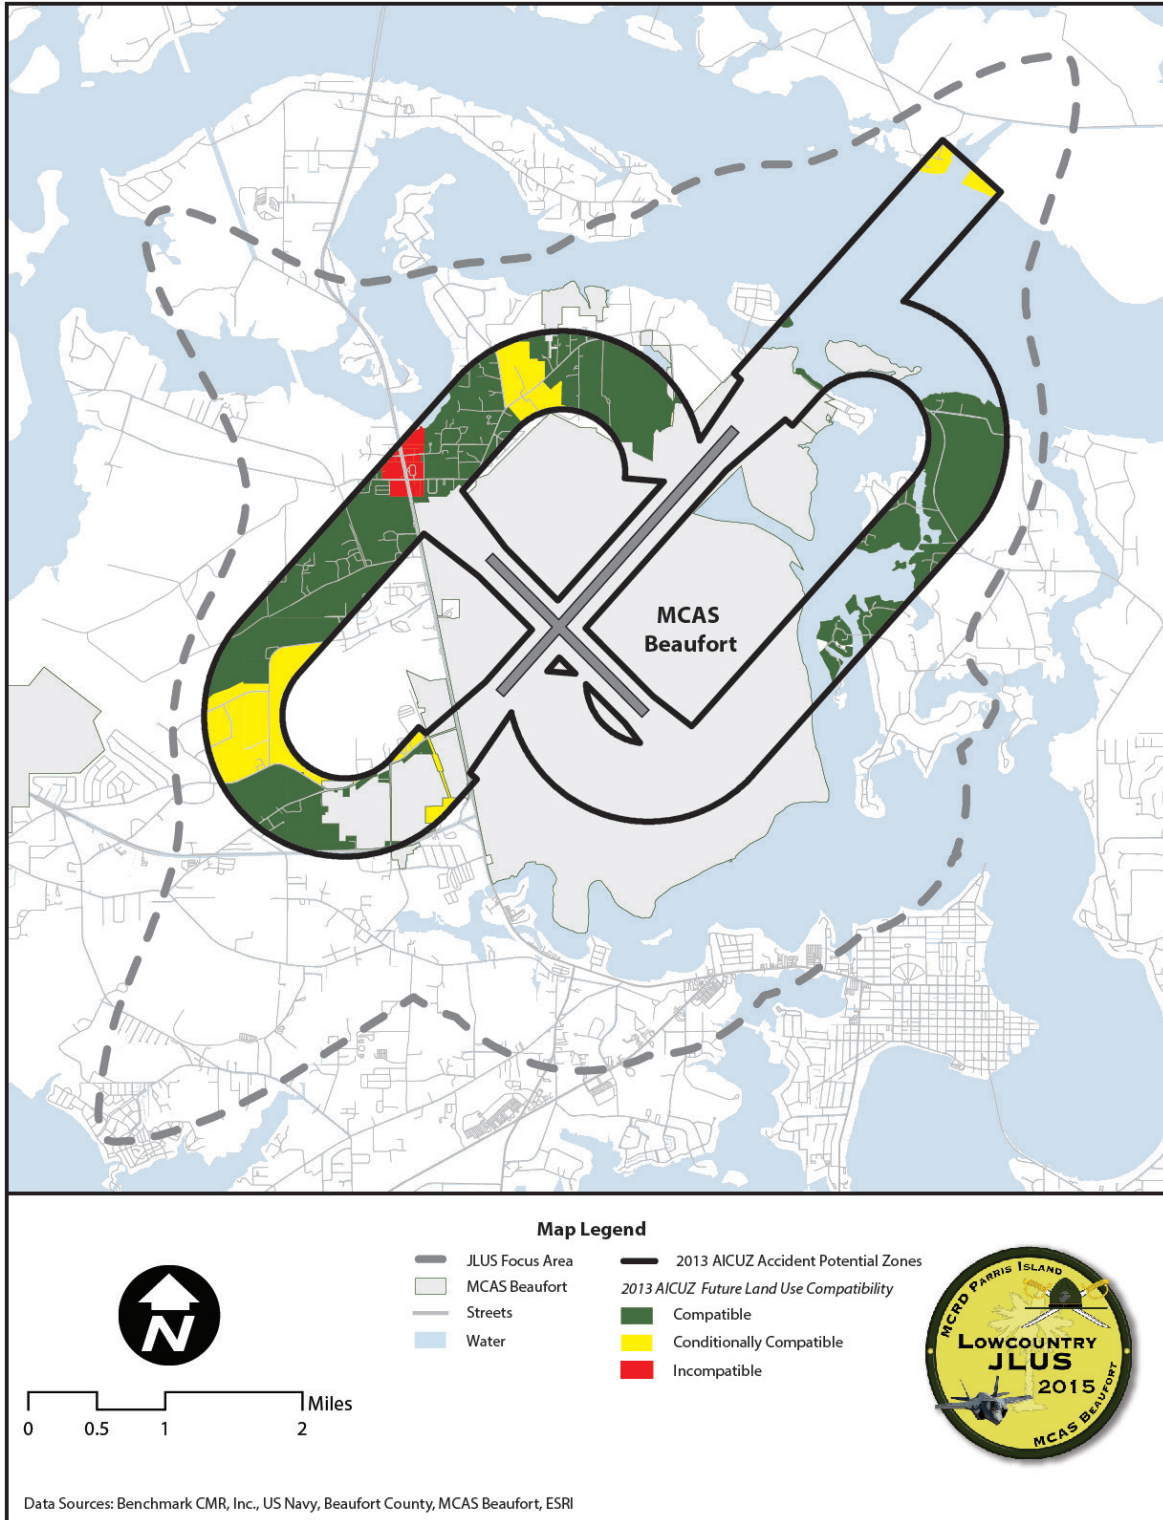 MCAS
Beaufort
Map Legend
JLUS Focus Area
MCAS Beaufort
Streets
Water
2013 AICUZ Accident Potential Zones
2013 AICUZ Future Land Use Compatibility
Compatible
Conditionally Compatible
Incompatible
N
Miles
0 0.5 1 2
MCRD PARRIS ISLAND
LOWCOUNTRY
JLUS
2015
MCAS BEAUFORT
Data Sources: Benchmark CMR, Inc., US Navy, Beaufort County, MCAS Beaufort, ESRI